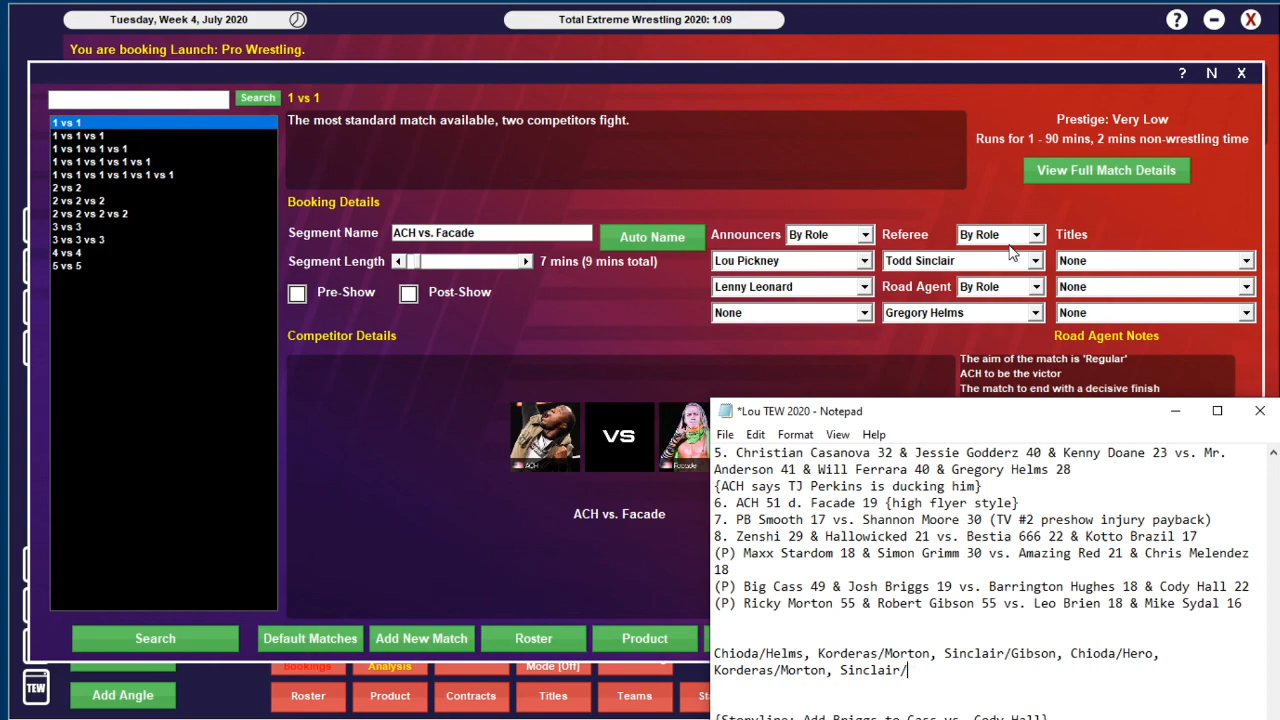 Tuesday, Week 4, July 2020
Total Extreme Wrestling 2020: 1.09
?
X
You are booking Launch: Pro Wrestling.
? N X
Search
1 vs 1
1 vs 1
1 vs 1 vs 1
1 vs 1 vs 1 vs 1
1 vs 1 vs 1 vs 1 vs 1
1 vs 1 vs 1 vs 1 vs 1 vs 1
2 vs 2
2 vs 2 vs 2
2 vs 2 vs 2 vs 2
3 vs 3
3 vs 3 vs 3
4 vs 4
5 vs 5
The most standard match available, two competitors fight.
Prestige: Very Low
Runs for 1 - 90 mins, 2 mins non-wrestling time
View Full Match Details
Booking Details
Segment Name
ACH vs. Facade
Auto Name
Segment Length
7 mins (9 mins total)
Pre-Show
Post-Show
Announcers
By Role
Lou Pickney
Lenny Leonard
None
Referee
By Role
Todd Sinclair
Road Agent
By Role
Gregory Helms
Titles
None
None
None
Competitor Details
Road Agent Notes
The aim of the match is 'Regular'
ACH to be the victor
The match to end with a decisive finish
ACH
VS
Facade
ACH vs. Facade
Search
Default Matches
Add New Match
Roster
Product
Bookings
Analysis
Mode [Off]
TEW
Add Angle
Roster
Product
Contracts
Titles
Teams
*Lou TEW 2020 - Notepad
File Edit Format View Help
5. Christian Casanova 32 & Jessie Godderz 40 & Kenny Doane 23 vs. Mr.
Anderson 41 & Will Ferrara 40 & Gregory Helms 28
{ACH says TJ Perkins is ducking him}
6. ACH 51 d. Facade 19 {high flyer style}
7. PB Smooth 17 vs. Shannon Moore 30 (TV #2 preshow injury payback)
8. Zenshi 29 & Hallowicked 21 vs. Bestia 666 22 & Kotto Brazil 17
(P) Maxx Stardom 18 & Simon Grimm 30 vs. Amazing Red 21 & Chris Melendez
18
(P) Big Cass 49 & Josh Briggs 19 vs. Barrington Hughes 18 & Cody Hall 22
(P) Ricky Morton 55 & Robert Gibson 55 vs. Leo Brien 18 & Mike Sydal 16
Chioda/Helms, Korderas/Morton, Sinclair/Gibson, Chioda/Hero,
Korderas/Morton, Sinclair/
{Storyline: Add Briggs to Cass vs. Cody Hall}